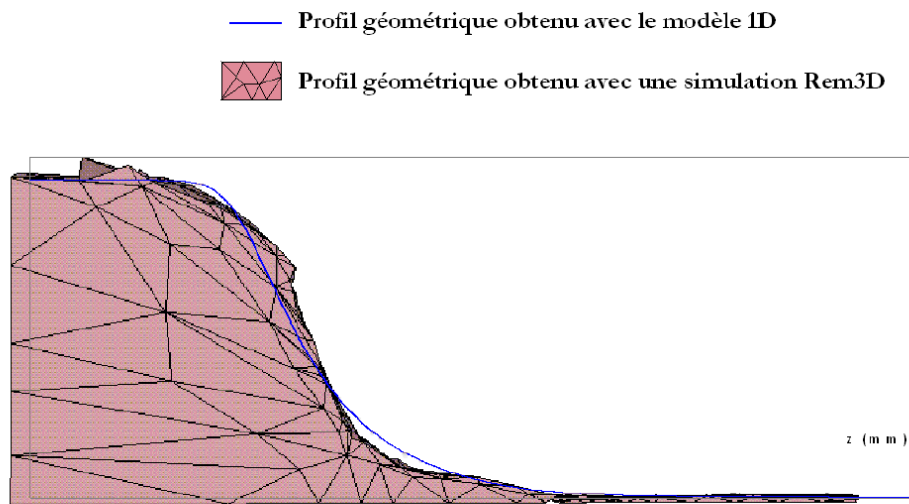 Profil géométrique obtenu avec le modèle 1D
Profil géométrique obtenu avec une simulation Rem3D
z (mm)